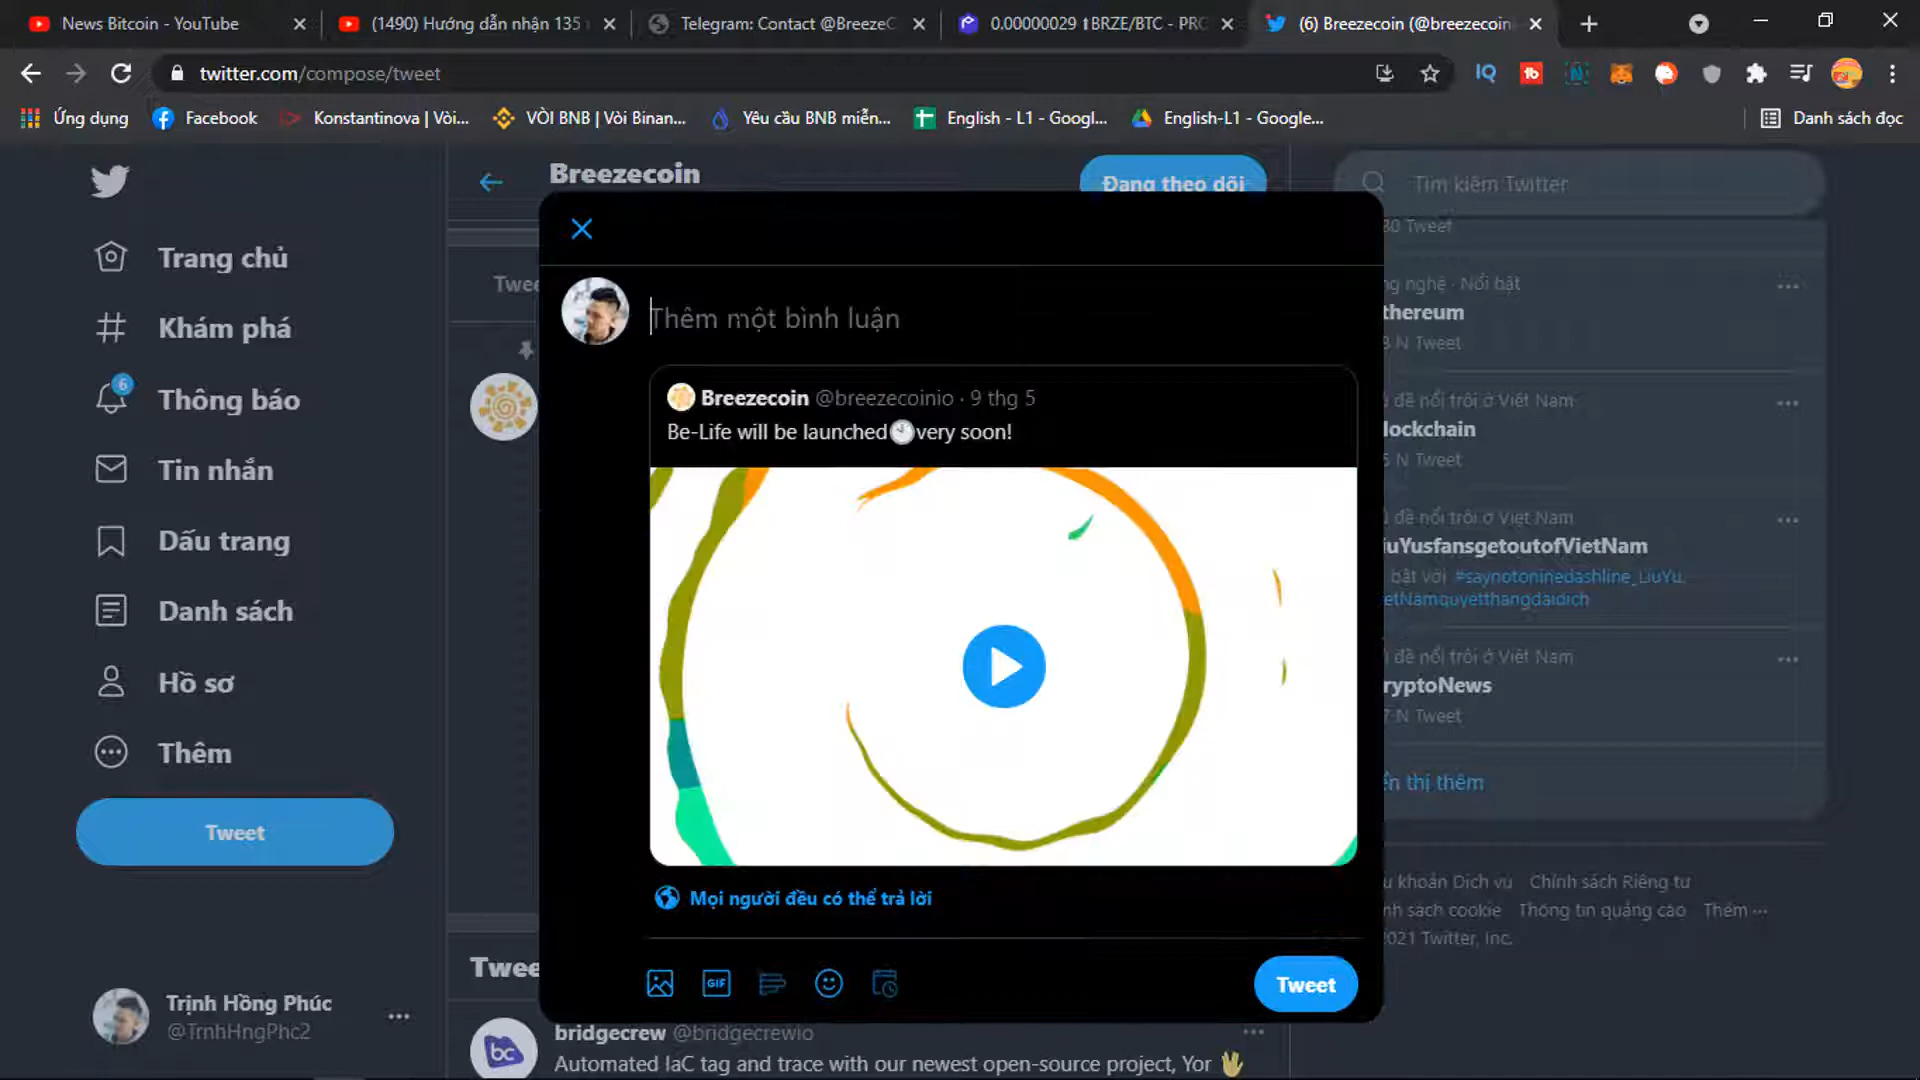 News Bitcoin - YouTube
(1490) Hướng dẫn nhận 135
Telegram: Contact @BreezeC
0.00000029 ⬆BRZE/BTC - PRO
(6) Breezecoin (@breezecoin
twitter.com/compose/tweet
Ứng dụng
Facebook
Konstantinova | Vòi...
VÒI BNB | Vòi Binan...
Yêu cầu BNB miễn...
English - L1 - Googl...
English-L1 - Google...
Danh sách đọc
Breezecoin
Đang theo dõi
Tìm kiếm Twitter
Trang chủ
Khám phá
6
Thông báo
Tin nhắn
Dấu trang
Danh sách
Hồ sơ
Thêm
Tweet
Trịnh Hồng Phúc
@TrnhHngPhc2
Twee
Thêm một bình luận
Breezecoin @breezecoinio · 9 thg 5
Be-Life will be launched🕙very soon!
Mọi người đều có thể trả lời
GIF
Tweet
Twee
bc
bridgecrew @bridgecrewio
Automated IaC tag and trace with our newest open-source project, Yor 🖖
30 Tweet
ng nghệ · Nổi bật
thereum
N Tweet
đề nổi trội ở Việt Nam
lockchain
N Tweet
đề nổi trội ở Việt Nam
iuYusfansgetoutofVietNam
bật với #saynotoninedashline_LiuYu...
etNamquyetthangdaidich
đề nổi trội ở Việt Nam
ryptoNews
N Tweet
ển thị thêm
u khoản Dịch vụ Chính sách Riêng tư
nh sách cookie Thông tin quảng cáo Thêm ···
2021 Twitter, Inc.